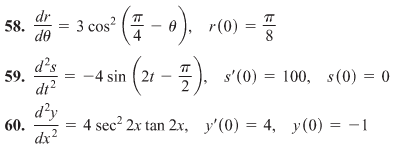 58. dr/dθ = 3 cos² (π/4 − θ), r(0) = π/8
59. d²s/dt² = −4 sin (2t − π/2), s′(0) = 100, s(0) = 0
60. d²y/dx² = 4 sec² 2x tan 2x, y′(0) = 4, y(0) = −1